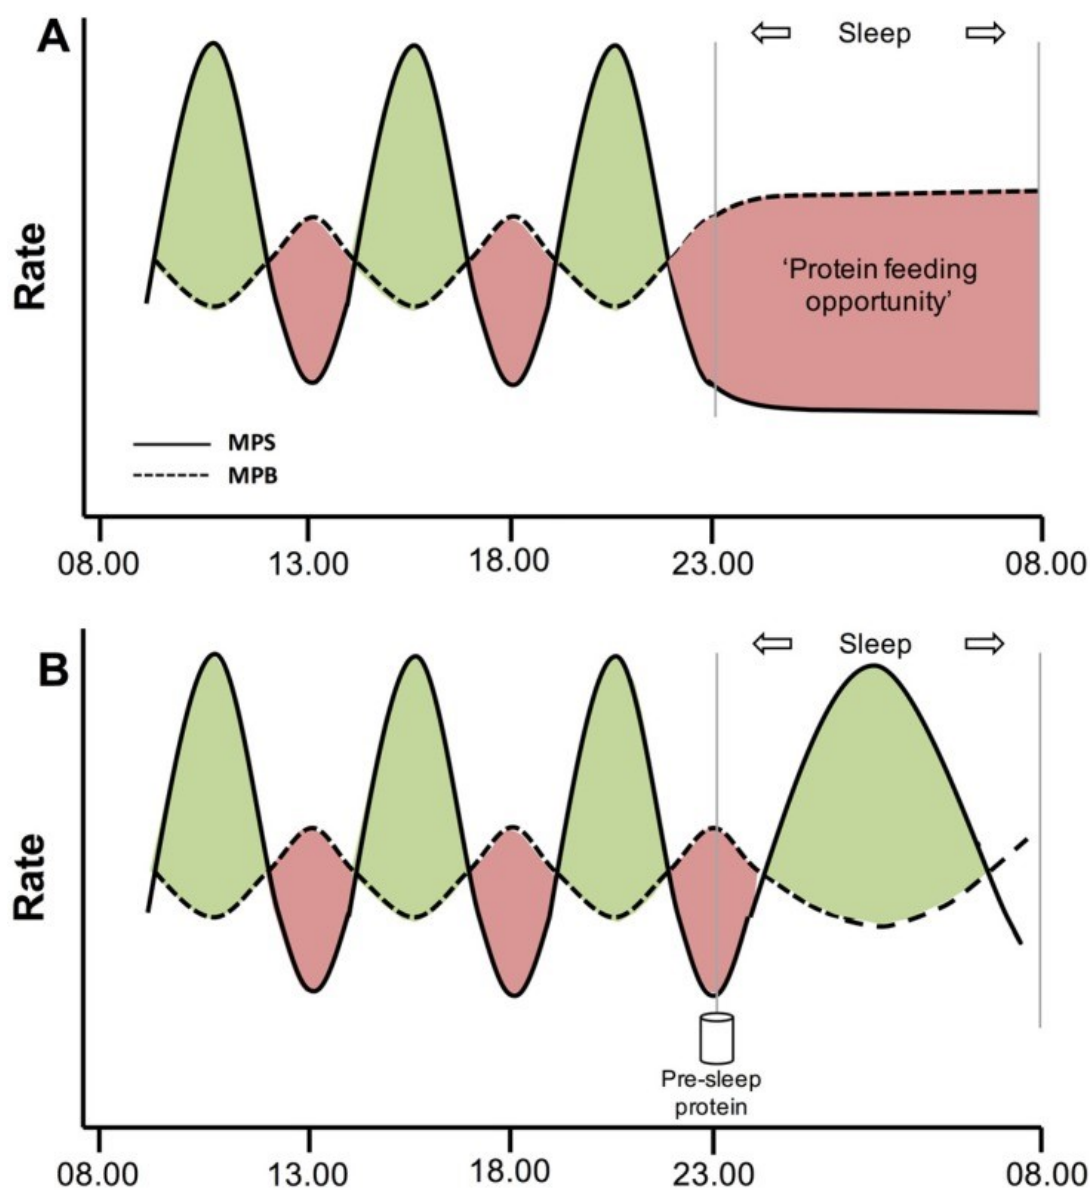 A
Sleep
Rate
'Protein feeding
opportunity'
MPS
MPB
08.00 13.00 18.00 23.00 08.00
B
Sleep
Rate
Pre-sleep
protein
08.00 13.00 18.00 23.00 08.00